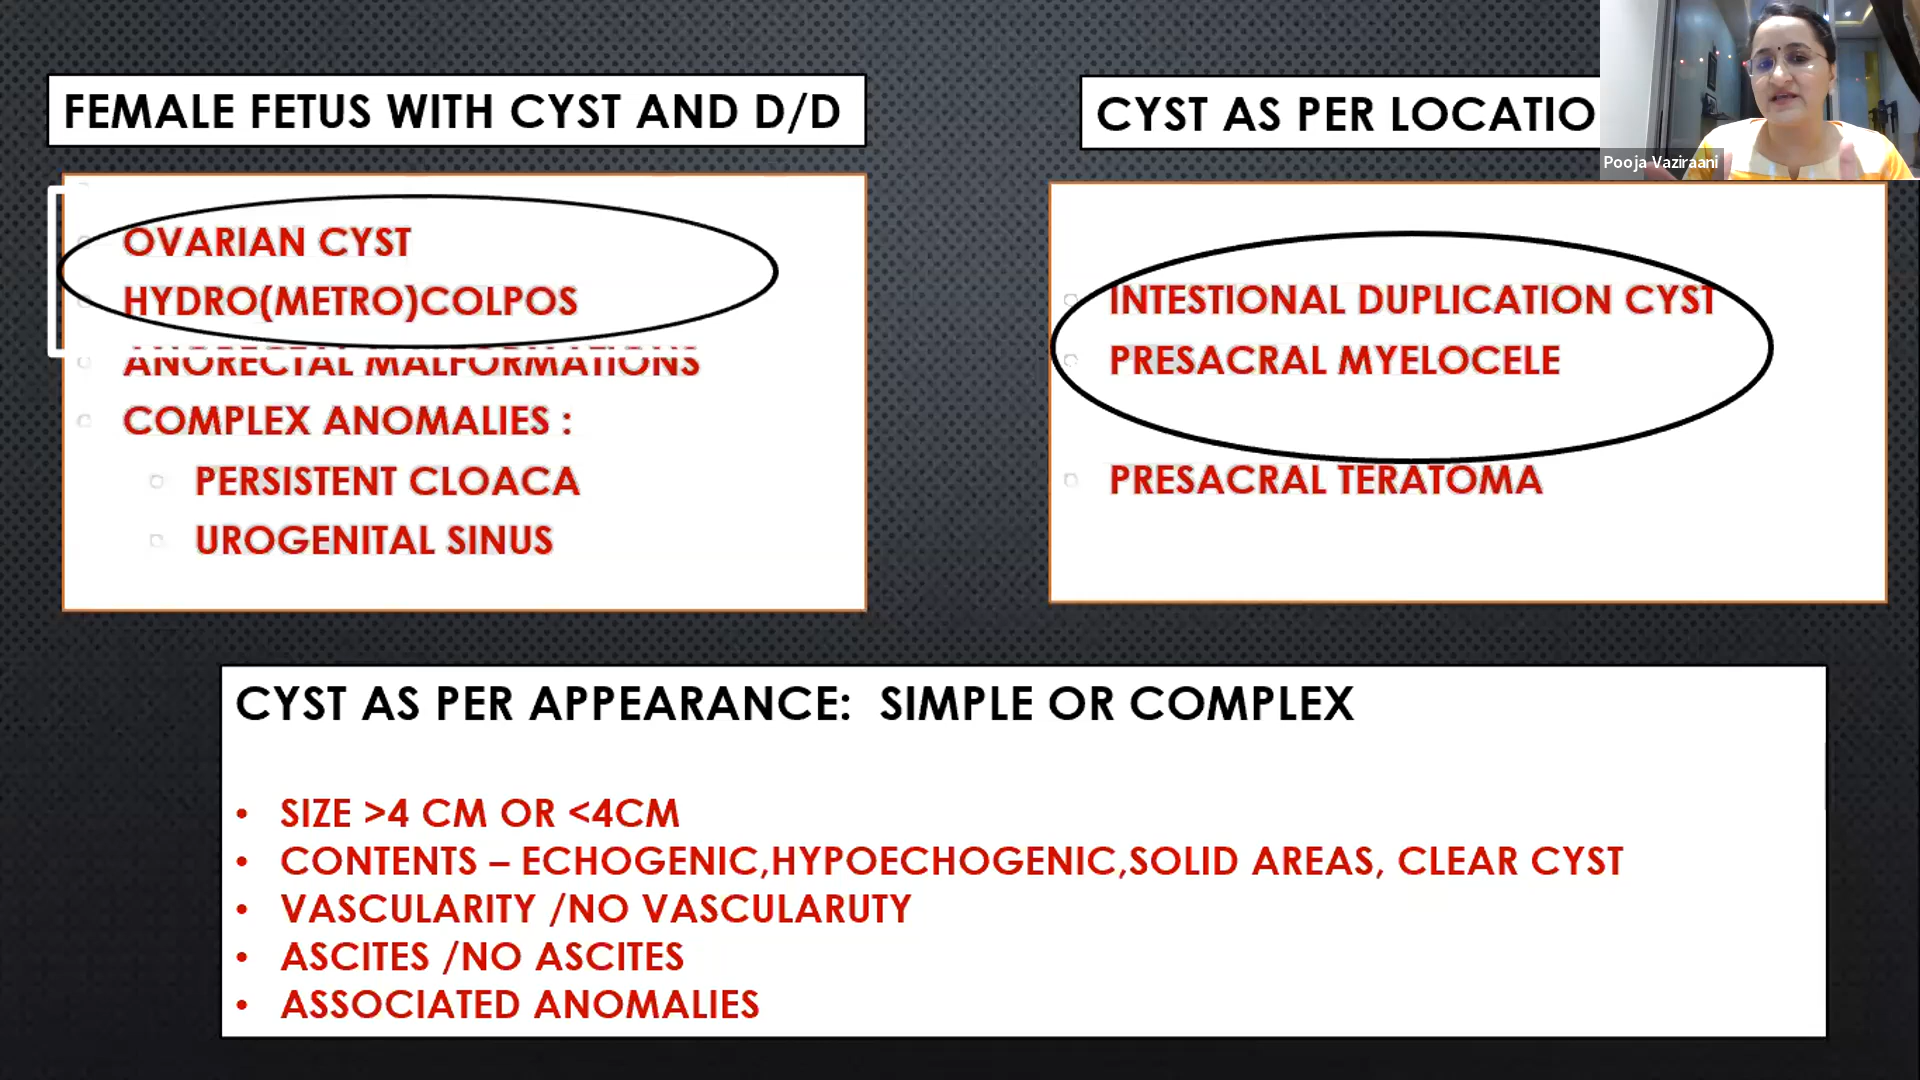 FEMALE FETUS WITH CYST AND D/D
OVARIAN CYST
HYDRO(METRO)COLPOS
ANORECTAL MALFORMATIONS
COMPLEX ANOMALIES :
PERSISTENT CLOACA
UROGENITAL SINUS
CYST AS PER LOCATIO
Pooja Vaziraani
INTESTIONAL DUPLICATION CYST
PRESACRAL MYELOCELE
PRESACRAL TERATOMA
CYST AS PER APPEARANCE: SIMPLE OR COMPLEX
• SIZE >4 CM OR <4CM
• CONTENTS – ECHOGENIC,HYPOECHOGENIC,SOLID AREAS, CLEAR CYST
• VASCULARITY /NO VASCULARUTY
• ASCITES /NO ASCITES
• ASSOCIATED ANOMALIES